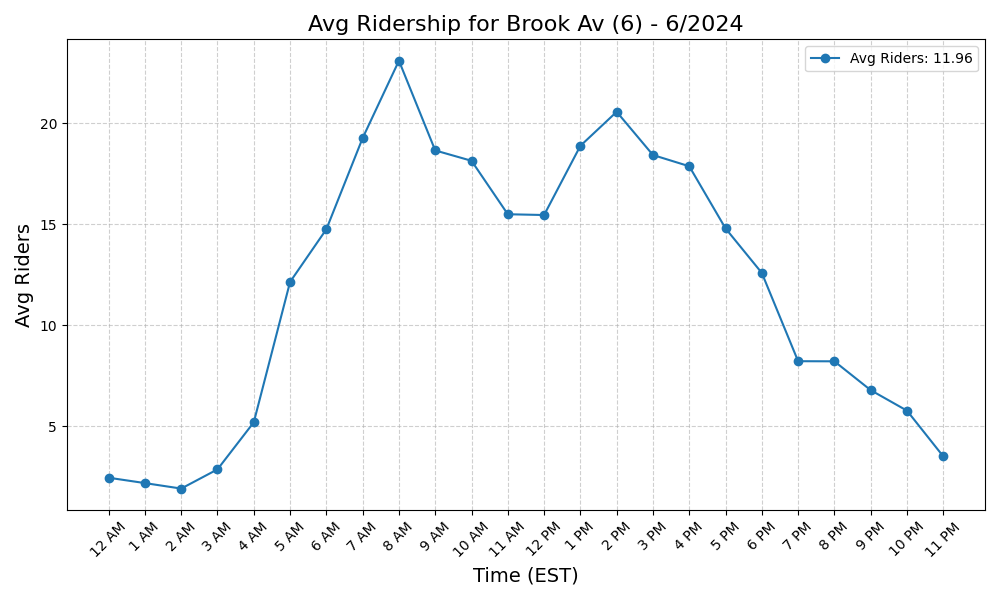 Avg Ridership for Brook Av (6) - 6/2024
Avg Riders: 11.96
Avg Riders
20
15
10
5
12 AM
1 AM
2 AM
3 AM
4 AM
5 AM
6 AM
7 AM
8 AM
9 AM
10 AM
11 AM
12 PM
1 PM
2 PM
3 PM
4 PM
5 PM
6 PM
7 PM
8 PM
9 PM
10 PM
11 PM
Time (EST)